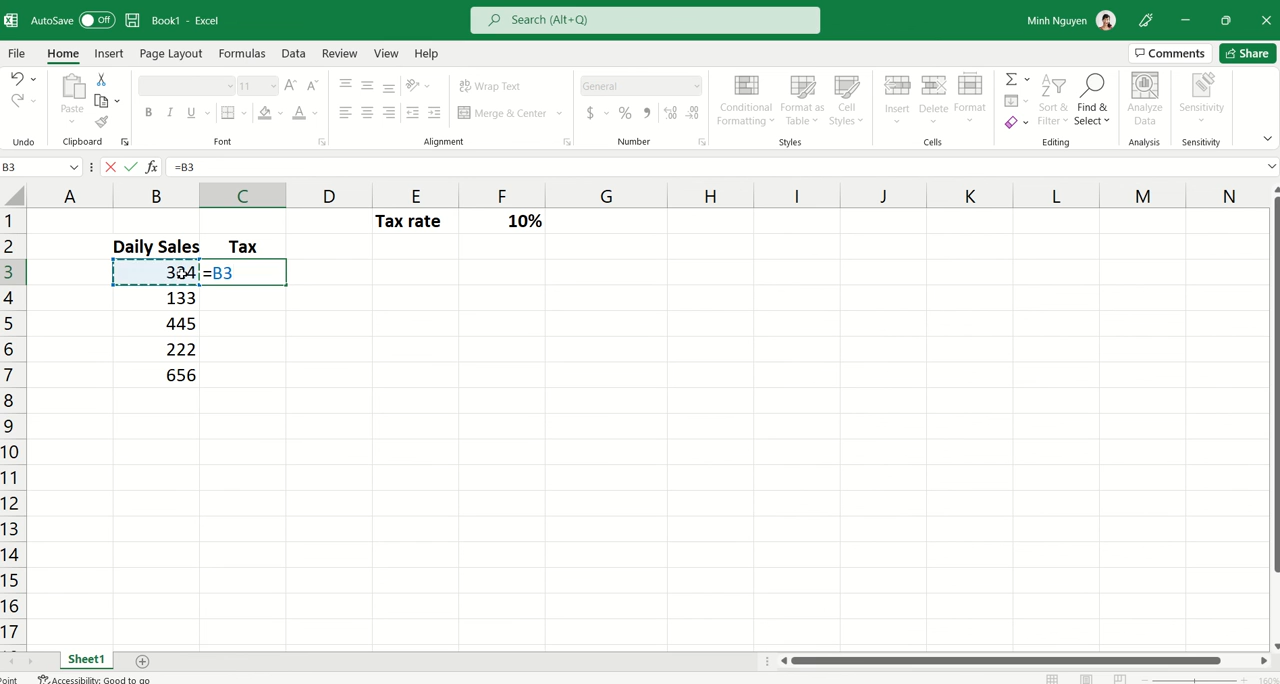 AutoSave Off Book1 - Excel Search (Alt+Q) Minh Nguyen
File Home Insert Page Layout Formulas Data Review View Help Comments Share
11 Wrap Text General
Paste B I U Merge & Center $ % Conditional Formatting Format as Table Cell Styles Insert Delete Format Sort & Filter Find & Select Analyze Data Sensitivity
Undo Clipboard Font Alignment Number Styles Cells Editing Analysis Sensitivity
B3 fx =B3
A B C D E F G H I J K L M N
1 Tax rate 10%
2 Daily Sales Tax
3 =B3
4 133
5 445
6 222
7 656
8
9
10
11
12
13
14
15
16
17
Sheet1
Accessibility: Good to go 160%